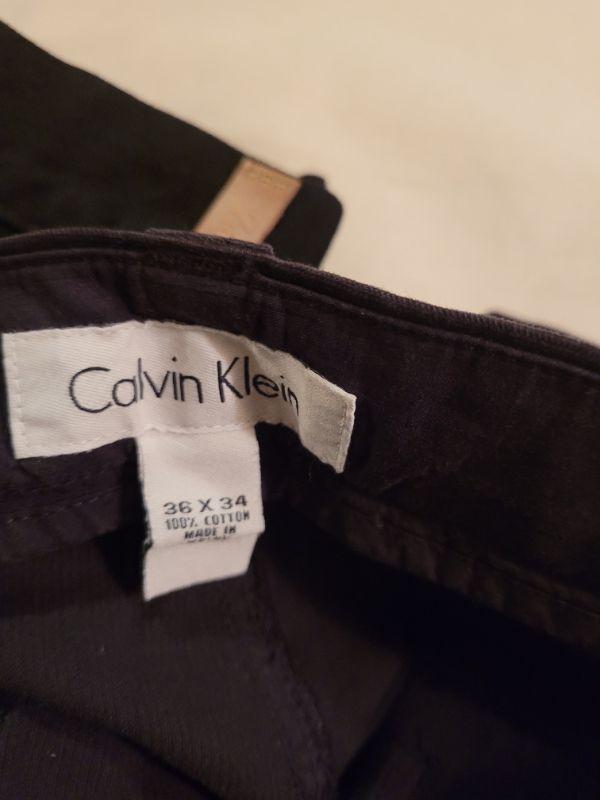 Calvin Klein
36 X 34
100% COTTON
MADE IN